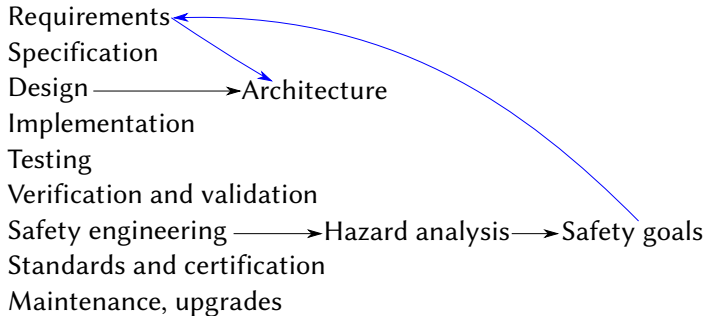 Requirements
Specification
Design Architecture
Implementation
Testing
Verification and validation
Safety engineering Hazard analysis Safety goals
Standards and certification
Maintenance, upgrades